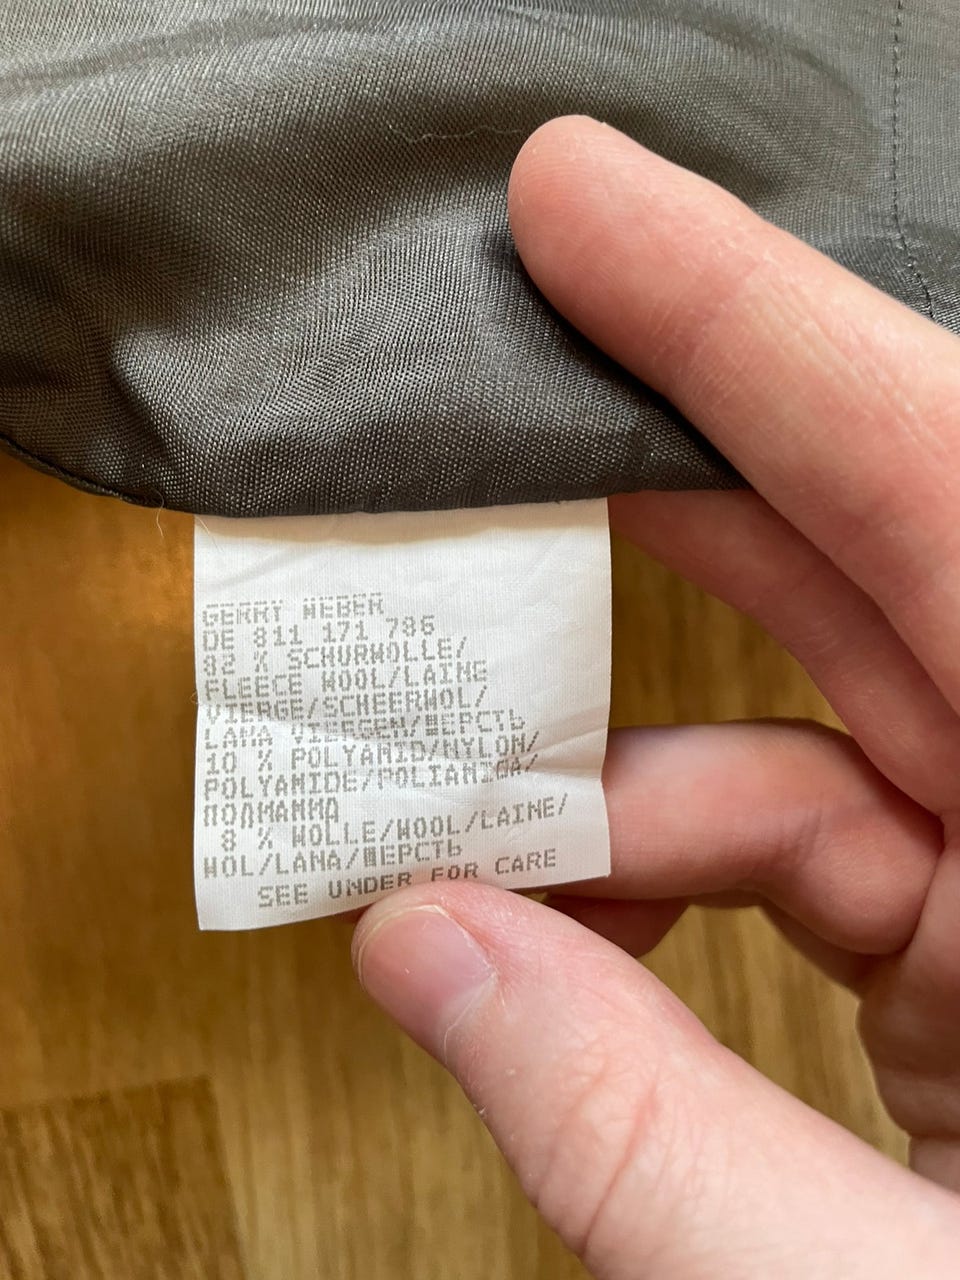 GERRY WEBER
DE 811 171 786
82 % SCHURWOLLE/
FLEECE WOOL/LAINE
VIERGE/SCHEERWOL/
LANA VIERGEN/ШЕРСТЬ
10 % POLYAMID/NYLON/
POLYAMIDE/POLIAMIDA/
ПОЛИАМИД
8 % WOLLE/WOOL/LAINE/
WOL/LANA/ШЕРСТЬ
SEE UNDER FOR CARE